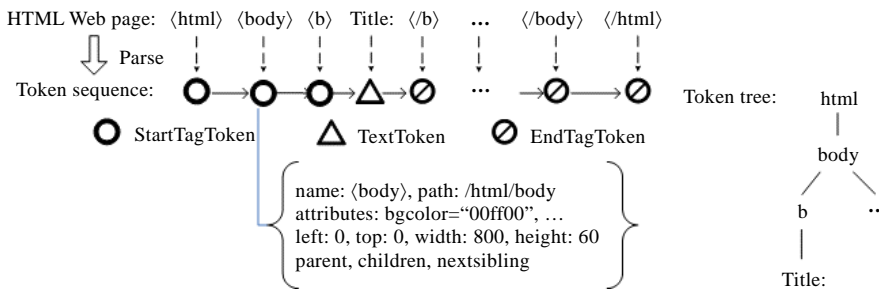 HTML Web page: ⟨html⟩ ⟨body⟩ ⟨b⟩ Title: ⟨/b⟩ ... ⟨/body⟩ ⟨/html⟩
Parse
Token sequence: ...
StartTagToken TextToken EndTagToken
name: ⟨body⟩, path: /html/body
attributes: bgcolor=“00ff00”, ...
left: 0, top: 0, width: 800, height: 60
parent, children, nextsibling
Token tree: html
body
b ..
Title: